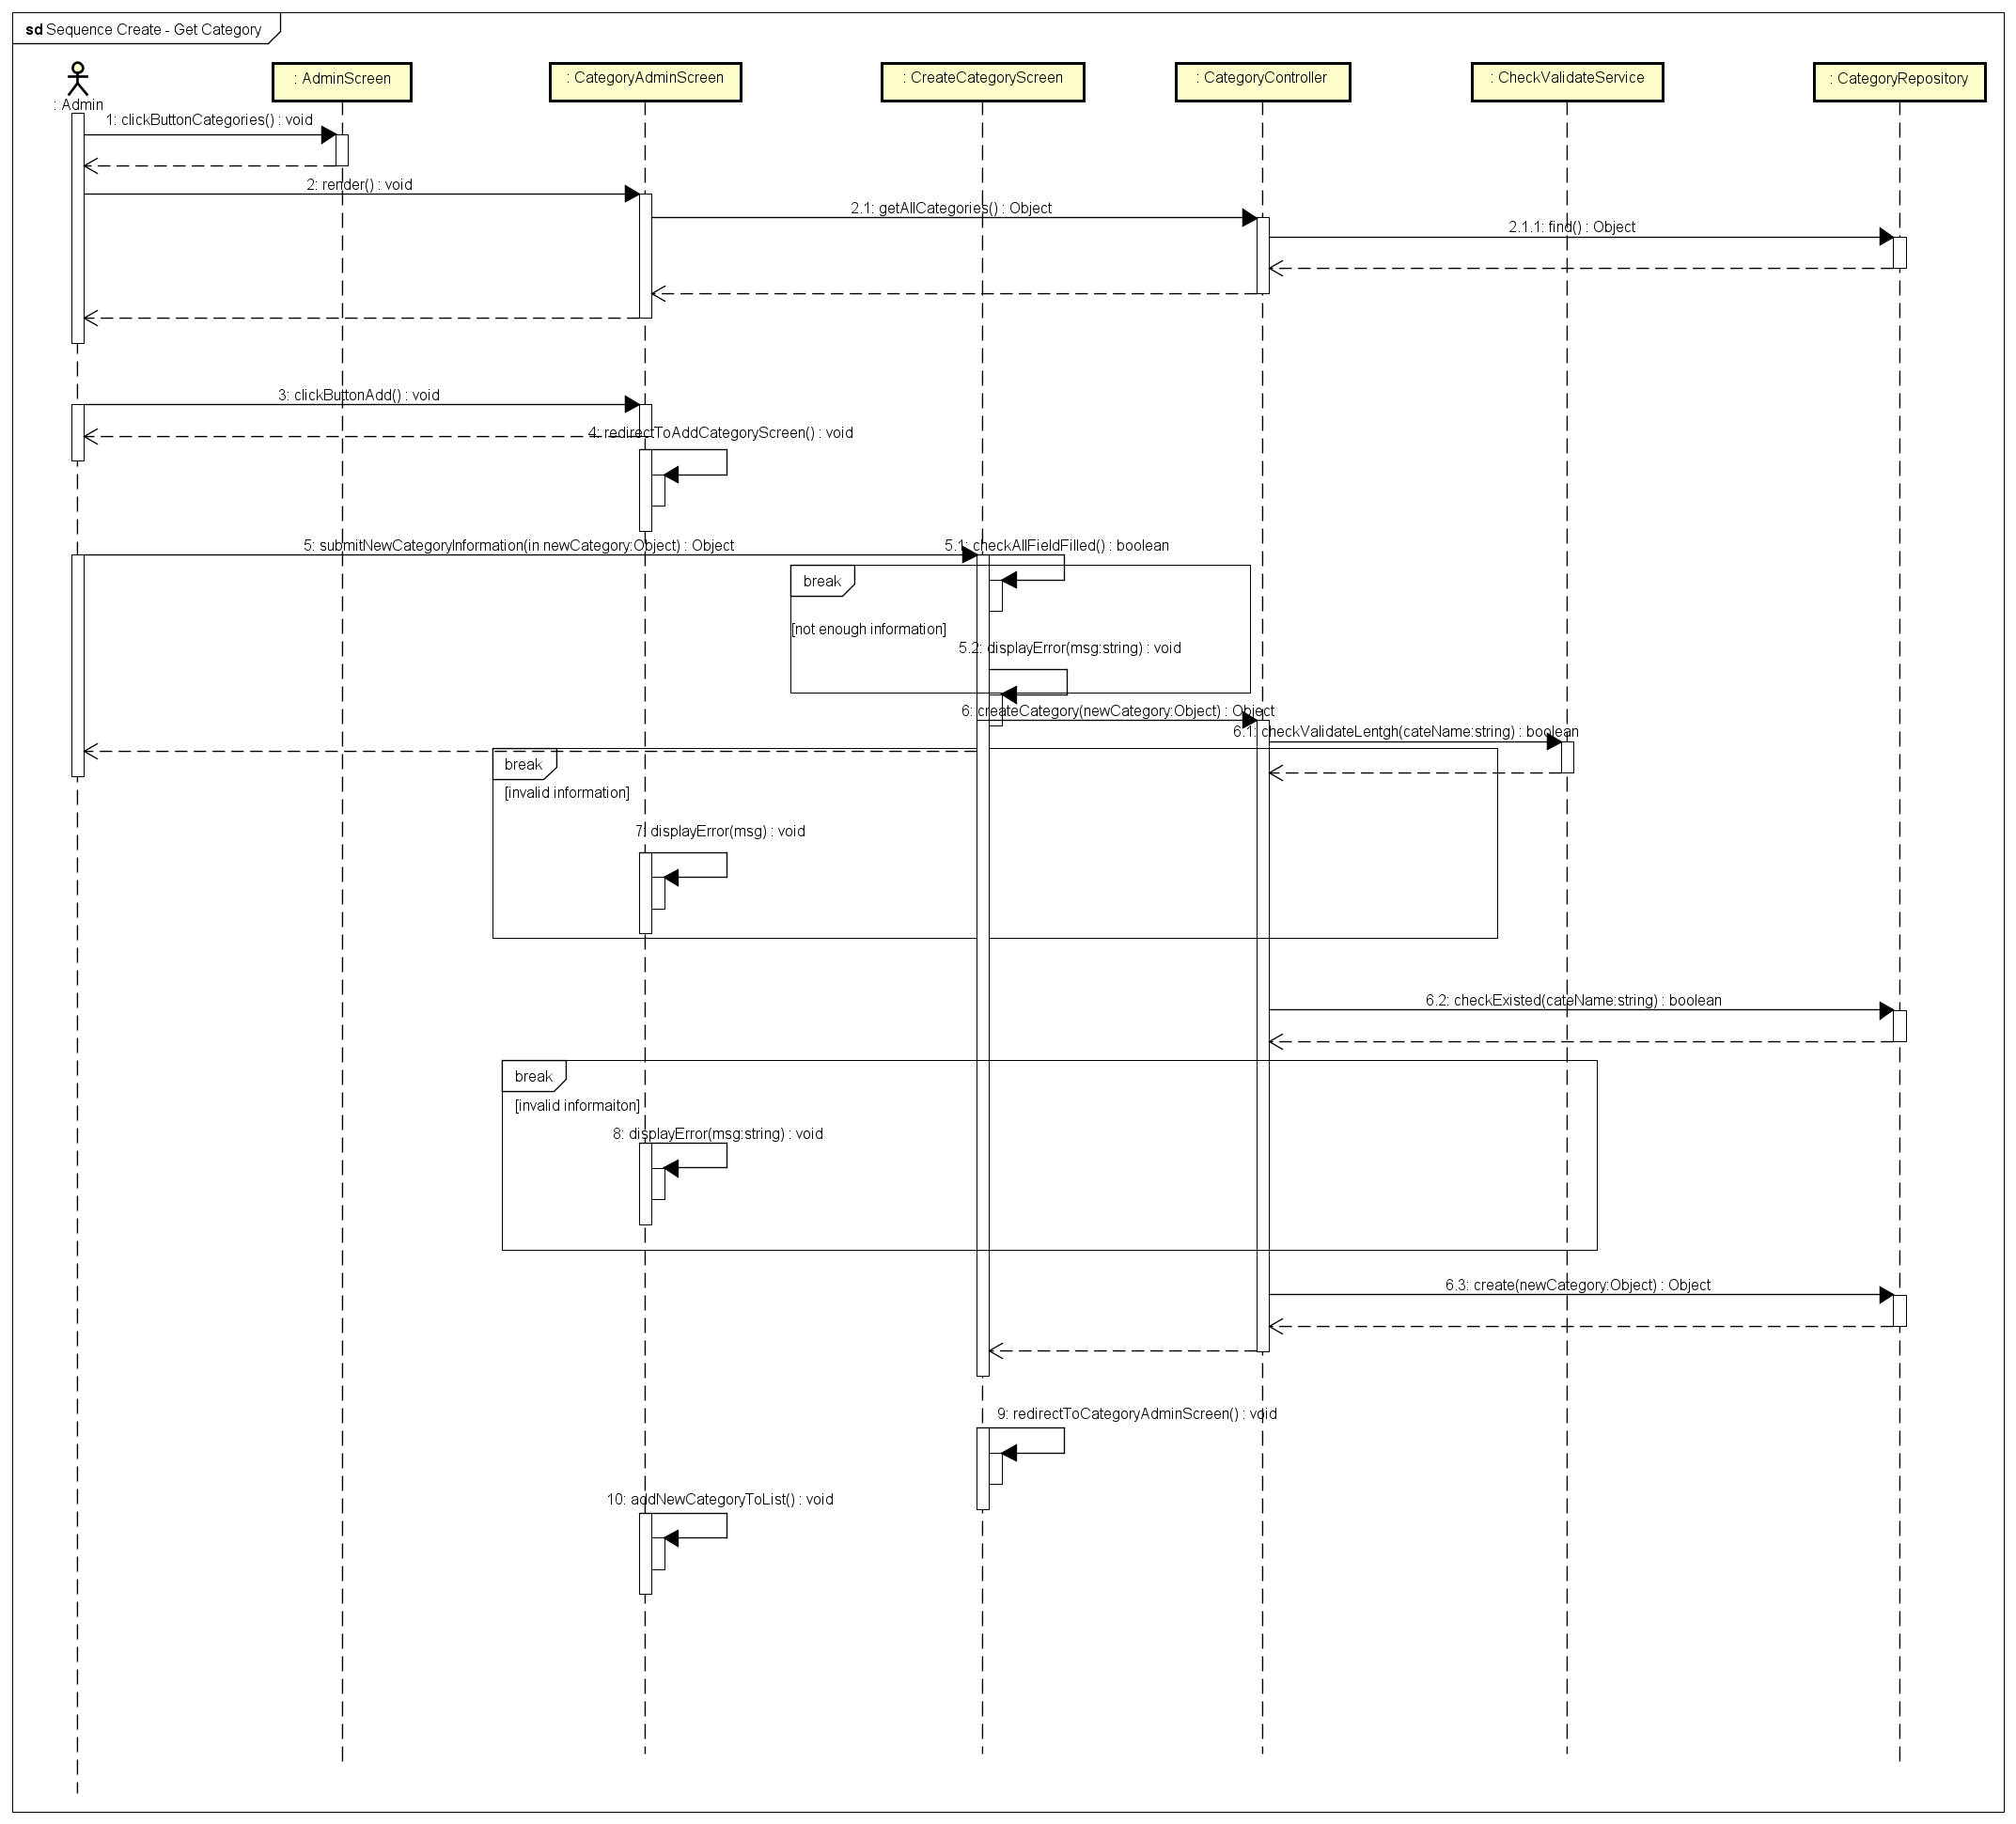 sd Sequence Create - Get Category
: Admin
: AdminScreen
: CategoryAdminScreen
: CreateCategoryScreen
: CategoryController
: CheckValidateService
: CategoryRepository
1: clickButtonCategories() : void
2: render() : void
2.1: getAllCategories() : Object
2.1.1: find() : Object
3: clickButtonAdd() : void
4: redirectToAddCategoryScreen() : void
5: submitNewCategoryInformation(in newCategory:Object) : Object
5.1: checkAllFieldFilled() : boolean
break
[not enough information]
5.2: displayError(msg:string) : void
6: createCategory(newCategory:Object) : Object
6.1: checkValidateLentgh(cateName:string) : boolean
break
[invalid information]
7: displayError(msg) : void
6.2: checkExisted(cateName:string) : boolean
break
[invalid informaiton]
8: displayError(msg:string) : void
6.3: create(newCategory:Object) : Object
9: redirectToCategoryAdminScreen() : void
10: addNewCategoryToList() : void